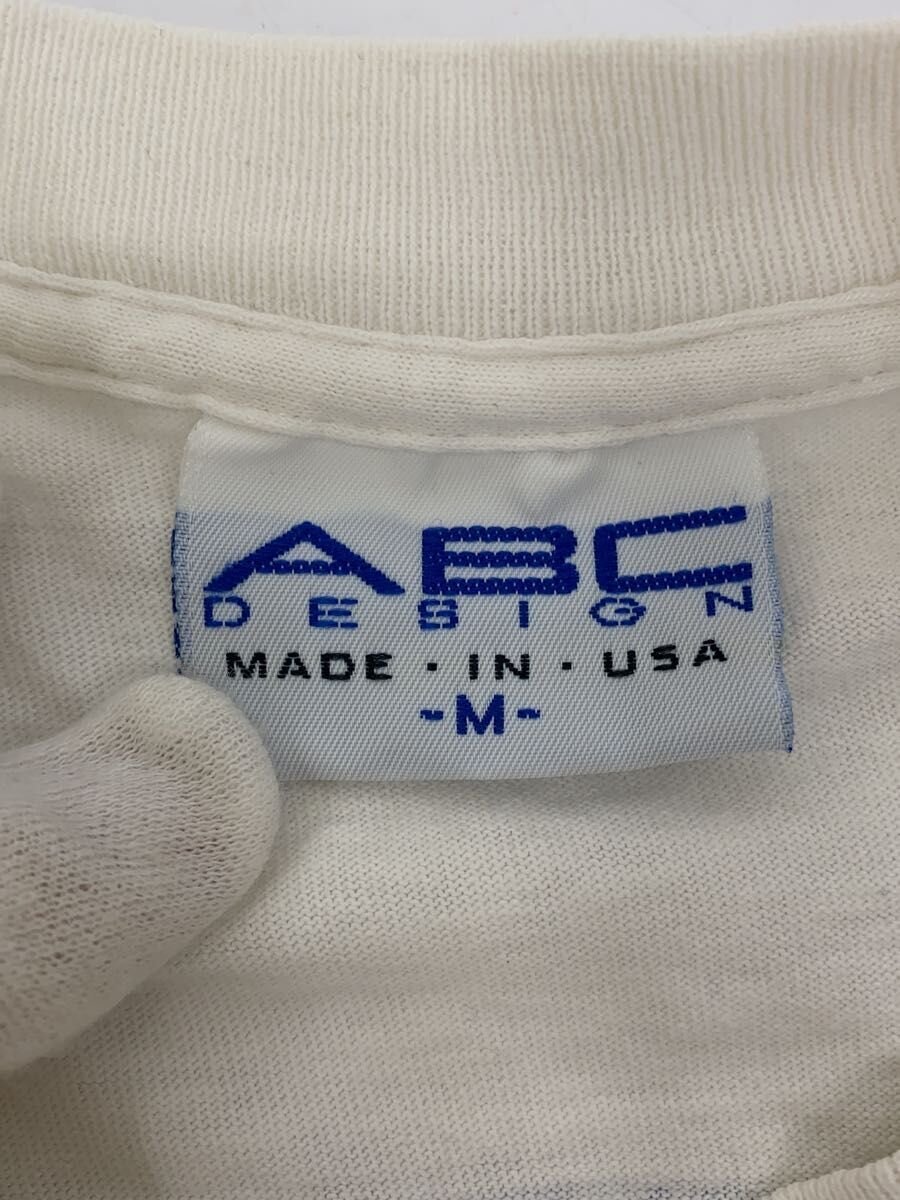 ABC
DESIGN
MADE · IN · USA
-M-